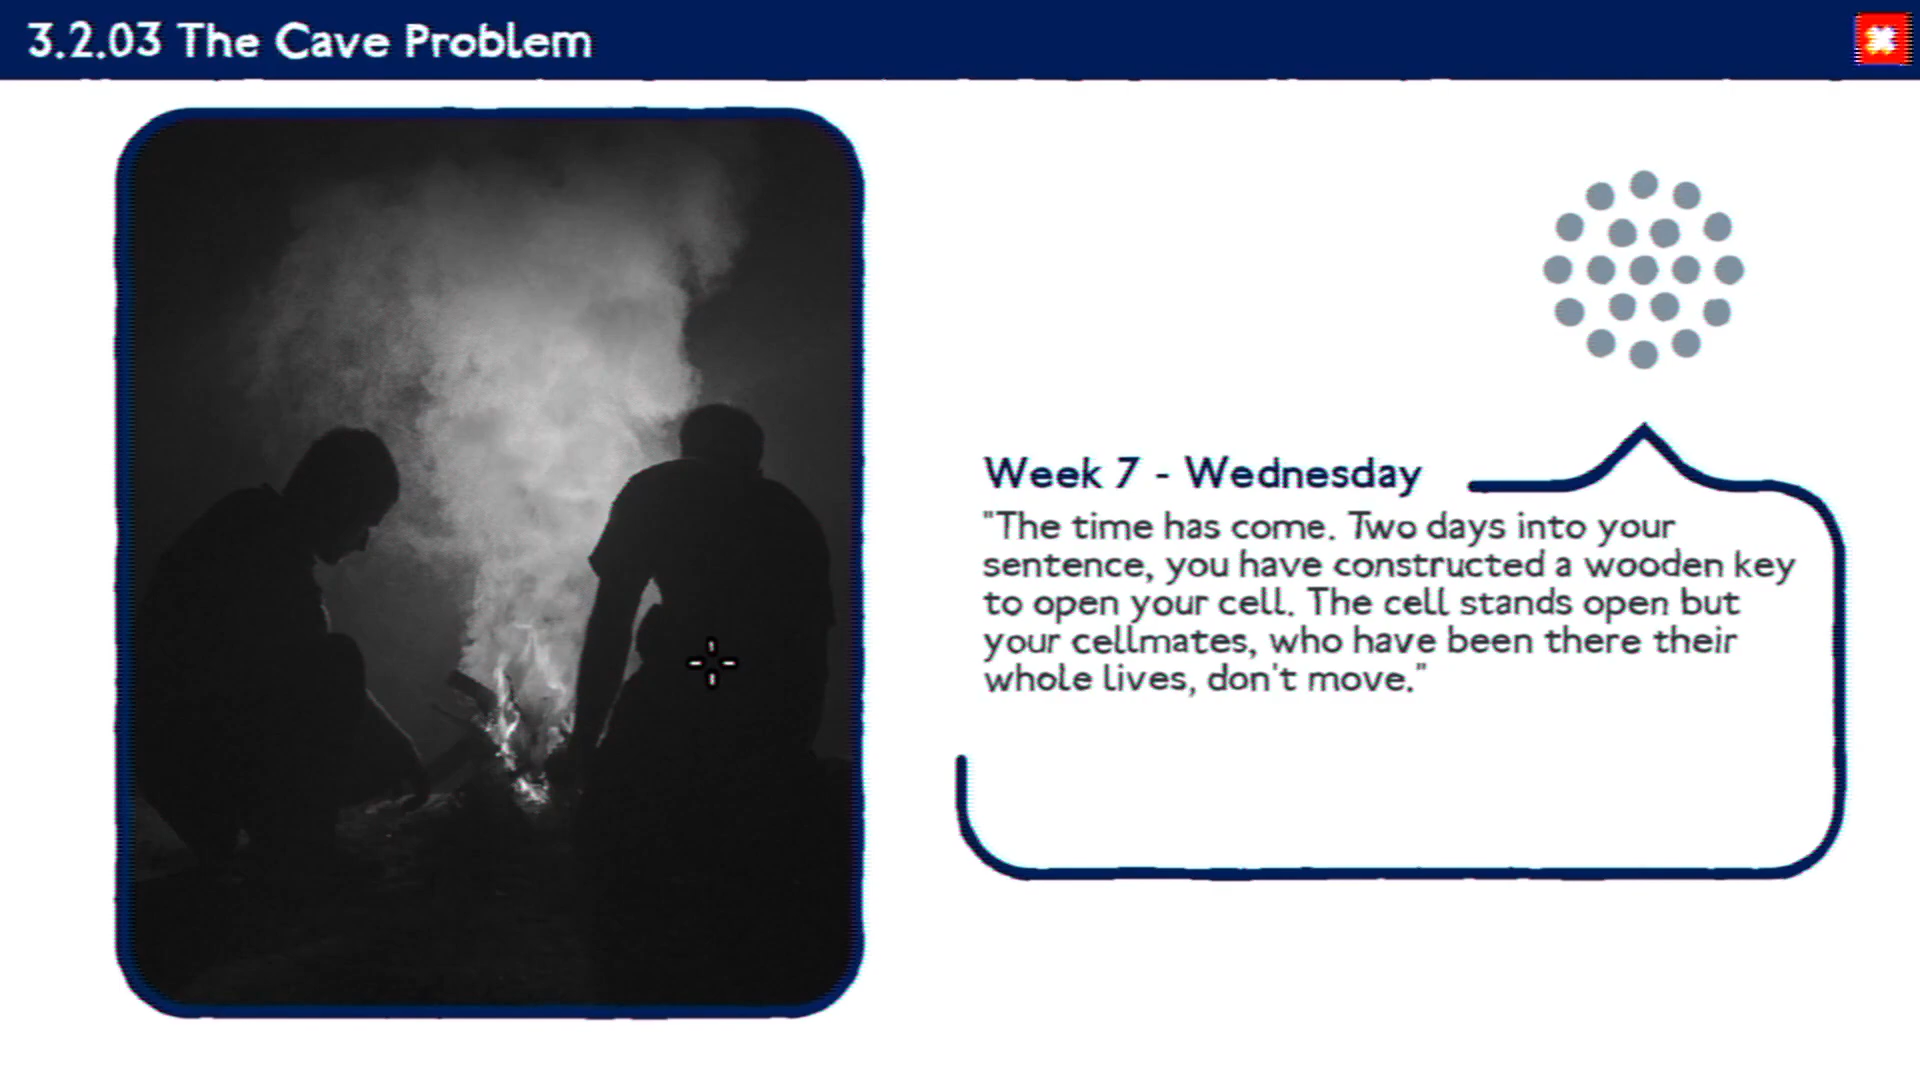 3.2.03 The Cave Problem
Week 7 - Wednesday
"The time has come. Two days into your
sentence, you have constructed a wooden key
to open your cell. The cell stands open but
your cellmates, who have been there their
whole lives, don't move."